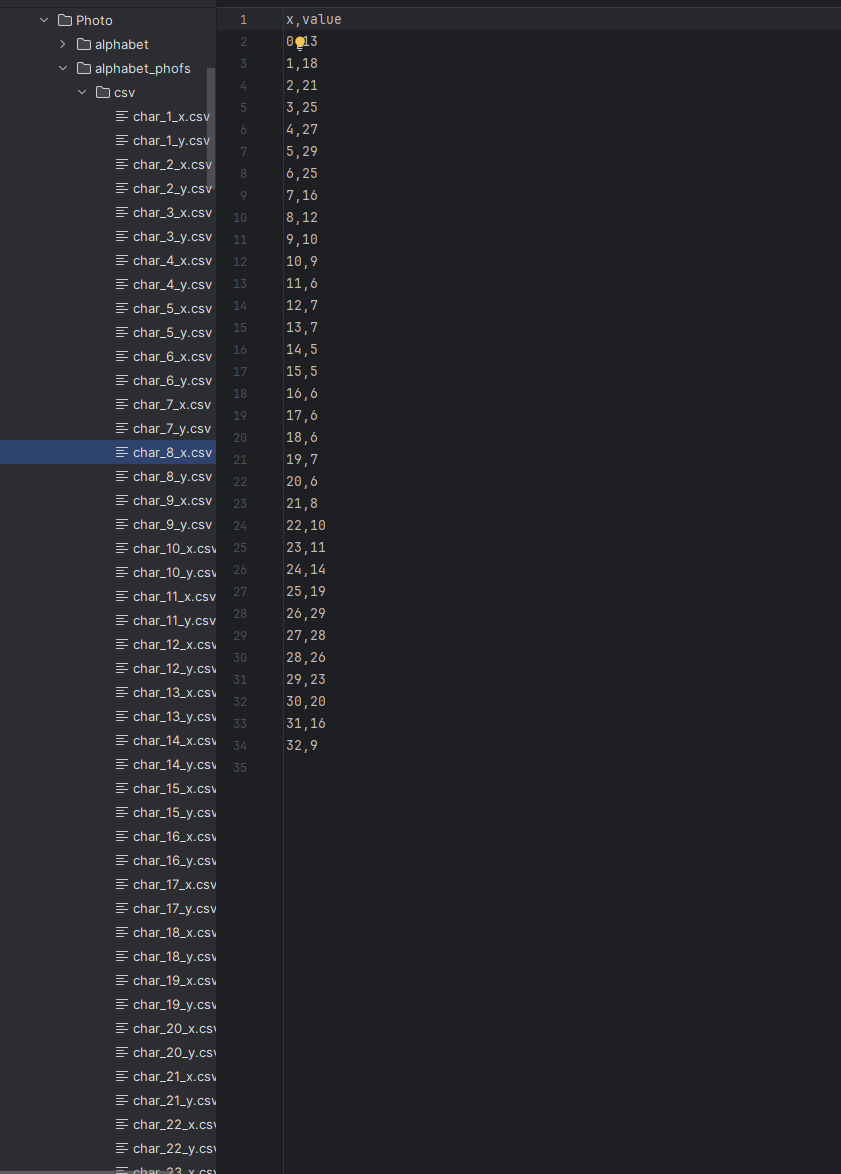 Photo
alphabet
alphabet_phofs
csv
char_1_x.csv
char_1_y.csv
char_2_x.csv
char_2_y.csv
char_3_x.csv
char_3_y.csv
char_4_x.csv
char_4_y.csv
char_5_x.csv
char_5_y.csv
char_6_x.csv
char_6_y.csv
char_7_x.csv
char_7_y.csv
char_8_x.csv
char_8_y.csv
char_9_x.csv
char_9_y.csv
char_10_x.csv
char_10_y.csv
char_11_x.csv
char_11_y.csv
char_12_x.csv
char_12_y.csv
char_13_x.csv
char_13_y.csv
char_14_x.csv
char_14_y.csv
char_15_x.csv
char_15_y.csv
char_16_x.csv
char_16_y.csv
char_17_x.csv
char_17_y.csv
char_18_x.csv
char_18_y.csv
char_19_x.csv
char_19_y.csv
char_20_x.csv
char_20_y.csv
char_21_x.csv
char_21_y.csv
char_22_x.csv
char_22_y.csv
char_23_x.csv
1 x,value
2 0,13
3 1,18
4 2,21
5 3,25
6 4,27
7 5,29
8 6,25
9 7,16
10 8,12
11 9,10
12 10,9
13 11,6
14 12,7
15 13,7
16 14,5
17 15,5
18 16,6
19 17,6
20 18,6
21 19,7
22 20,6
23 21,8
24 22,10
25 23,11
26 24,14
27 25,19
28 26,29
29 27,28
30 28,26
31 29,23
32 30,20
33 31,16
34 32,9
35